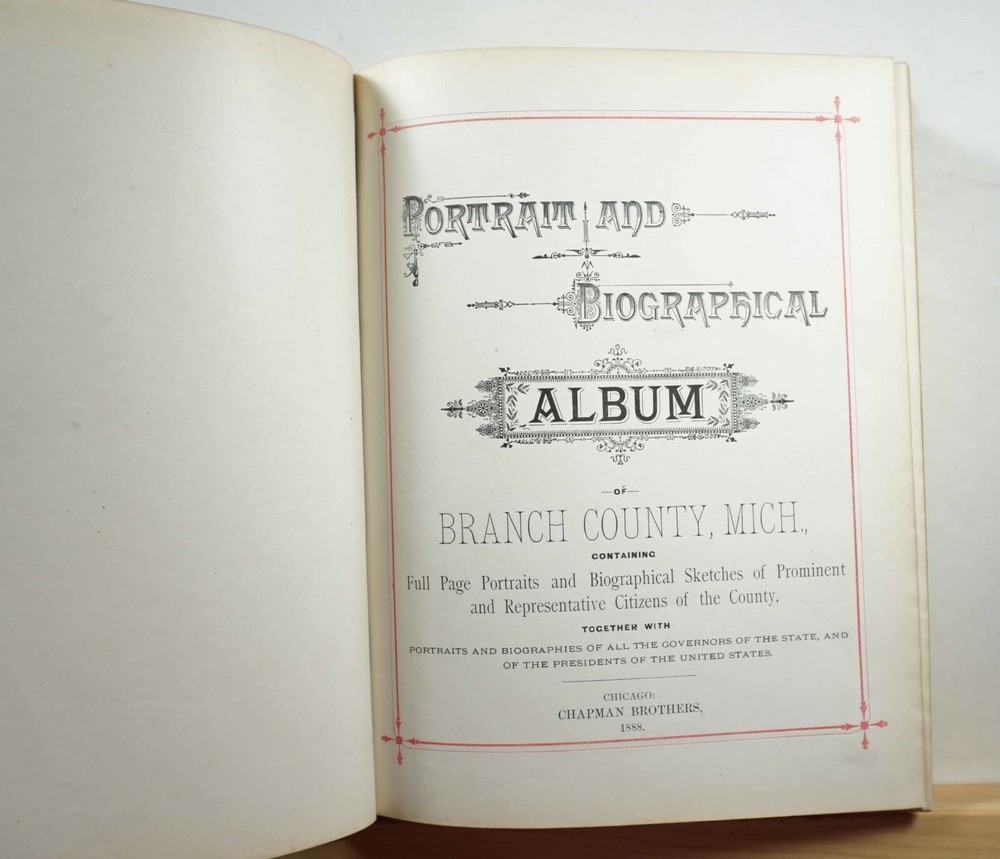 PORTRAIT AND
BIOGRAPHICAL
ALBUM
—OF—
BRANCH COUNTY, MICH.,
CONTAINING
Full Page Portraits and Biographical Sketches of Prominent
and Representative Citizens of the County,
TOGETHER WITH
PORTRAITS AND BIOGRAPHIES OF ALL THE GOVERNORS OF THE STATE, AND
OF THE PRESIDENTS OF THE UNITED STATES.
CHICAGO:
CHAPMAN BROTHERS,
1888.